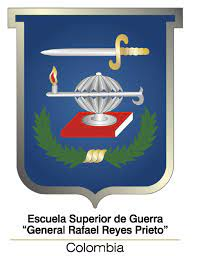 Escuela Superior de Guerra
"General Rafael Reyes Prieto"
Colombia